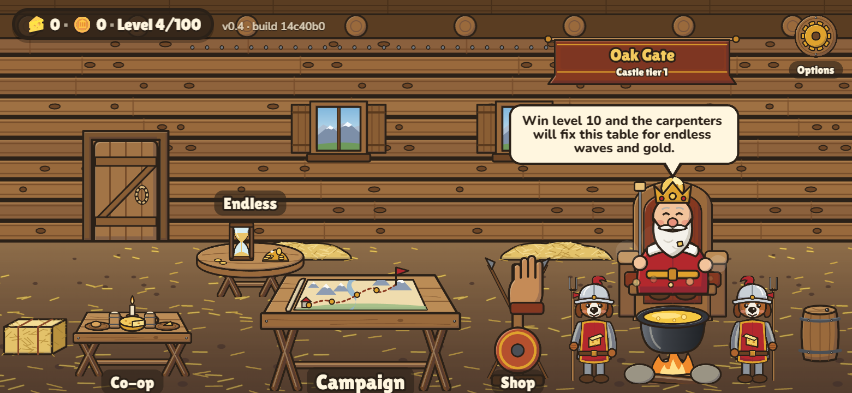 0 · 0 · Level 4/100
v0.4 · build 14c40b0
Oak Gate
Castle tier 1
Options
Win level 10 and the carpenters
will fix this table for endless
waves and gold.
Endless
Co-op
Campaign
Shop